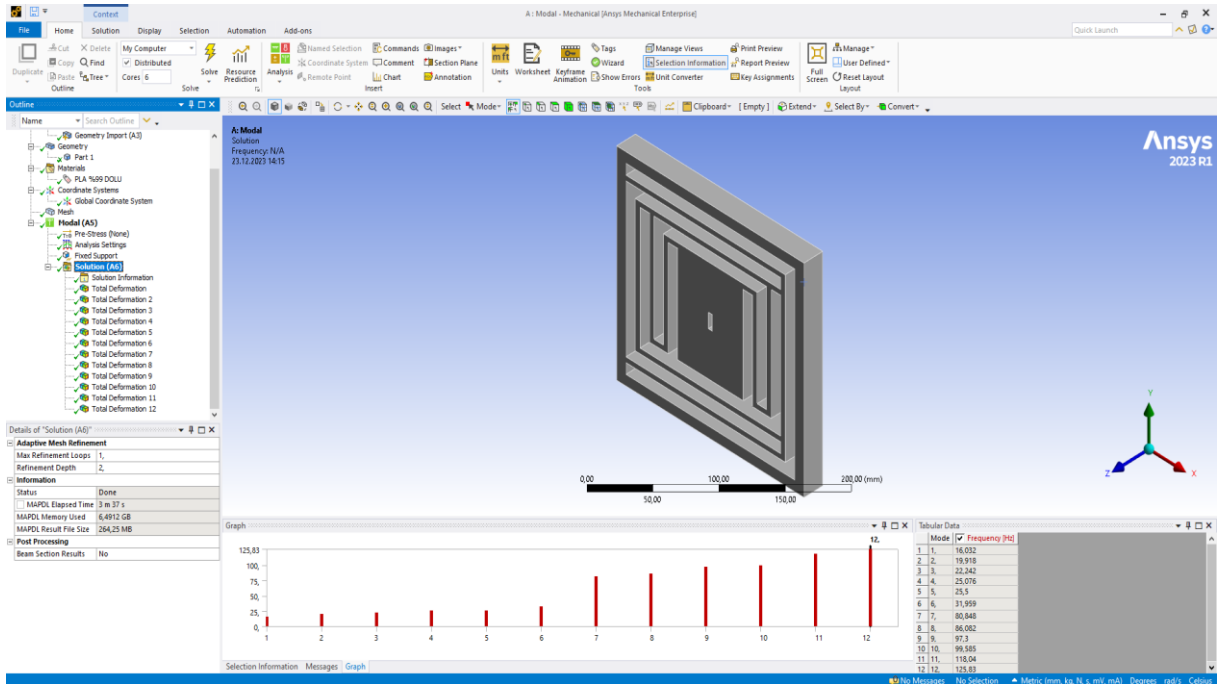 Context
A : Modal - Mechanical [Ansys Mechanical Enterprise]
File Home Solution Display Selection Automation Add-ons
Quick Launch
Duplicate
Cut
Delete
Copy
Find
Paste
Tree
Outline
My Computer
Distributed
Cores 6
Solve
Solve
Resource Prediction
Analysis
Named Selection
Coordinate System
Remote Point
Commands
Comment
Chart
Images
Section Plane
Annotation
Insert
Units
Worksheet
Keyframe Animation
Tags
Wizard
Show Errors
Manage Views
Selection Information
Unit Converter
Print Preview
Report Preview
Key Assignments
Tools
Full Screen
Manage
User Defined
Reset Layout
Layout
Outline
Name
Search Outline
Select Mode
Clipboard [ Empty ] Extend Select By Convert
Geometry Import (A3)
Geometry
Part 1
Materials
PLA %99 DOLU
Coordinate Systems
Global Coordinate System
Mesh
Modal (A5)
Pre-Stress (None)
Analysis Settings
Fixed Support
Solution (A6)
Solution Information
Total Deformation
Total Deformation 2
Total Deformation 3
Total Deformation 4
Total Deformation 5
Total Deformation 6
Total Deformation 7
Total Deformation 8
Total Deformation 9
Total Deformation 10
Total Deformation 11
Total Deformation 12
A: Modal
Solution
Frequency: N/A
23.12.2023 14:15
Ansys
2023 R1
Y
Z
X
0,00 100,00 200,00 (mm)
50,00 150,00
Details of "Solution (A6)"
Adaptive Mesh Refinement
Max Refinement Loops 1,
Refinement Depth 2,
Information
Status Done
MAPDL Elapsed Time 3 m 37 s
MAPDL Memory Used 6,4912 GB
MAPDL Result File Size 264,25 MB
Post Processing
Beam Section Results No
Graph
12,
125,83
100,
75,
50,
25,
0,
1 2 3 4 5 6 7 8 9 10 11 12
Selection Information Messages Graph
Tabular Data
Mode Frequency [Hz]
1 1, 16,032
2 2, 19,918
3 3, 22,242
4 4, 25,076
5 5, 25,5
6 6, 31,959
7 7, 80,848
8 8, 86,082
9 9, 97,3
10 10, 99,585
11 11, 118,04
12 12, 125,83
No Messages No Selection Metric (mm, kg, N, s, mV, mA) Degrees rad/s Celsius